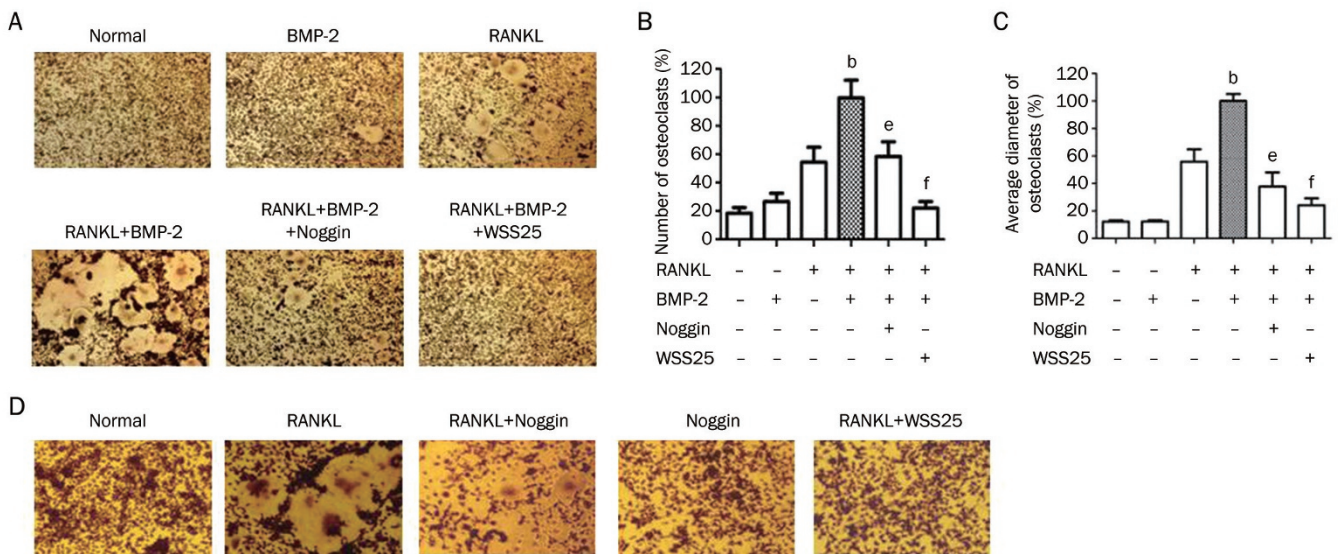 A
Normal
BMP-2
RANKL
RANKL+BMP-2
RANKL+BMP-2
+Noggin
RANKL+BMP-2
+WSS25
B
Number of osteoclasts (%)
120
100
80
60
40
20
0
b
e
f
RANKL – – + + + +
BMP-2 – + – + + +
Noggin – – – – + –
WSS25 – – – – – +
C
Average diameter of
osteoclasts (%)
120
100
80
60
40
20
0
b
e
f
RANKL – – + + + +
BMP-2 – + – + + +
Noggin – – – – + –
WSS25 – – – – – +
D
Normal
RANKL
RANKL+Noggin
Noggin
RANKL+WSS25